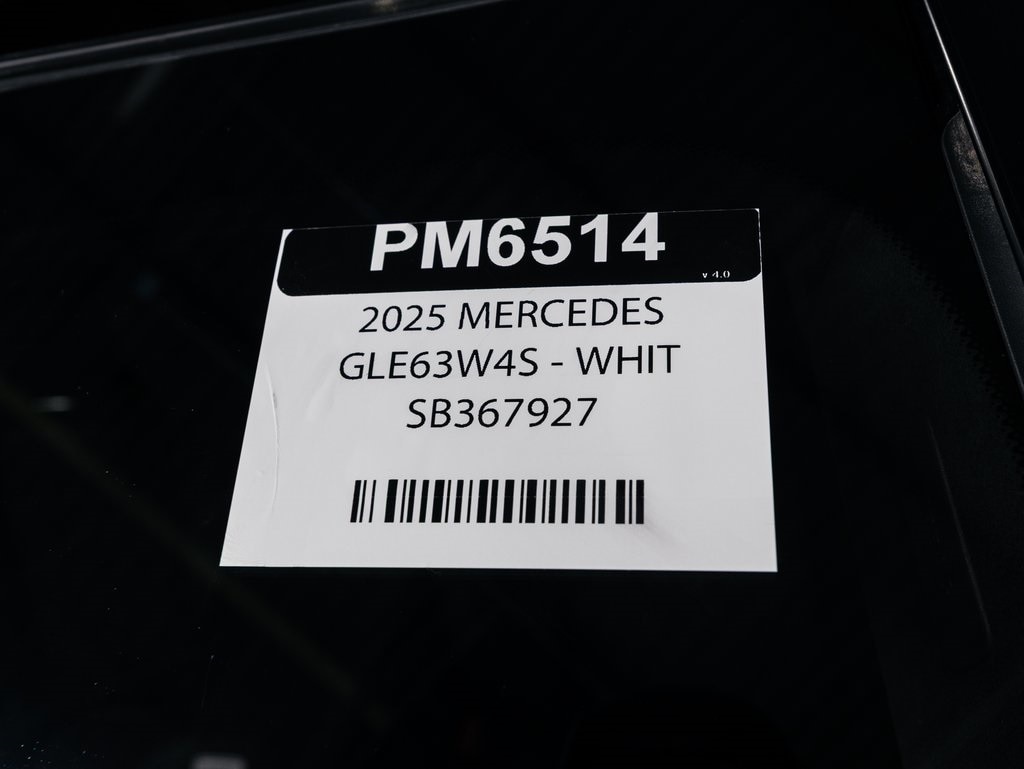 PM6514
v 4.0
2025 MERCEDES
GLE63W4S - WHIT
SB367927